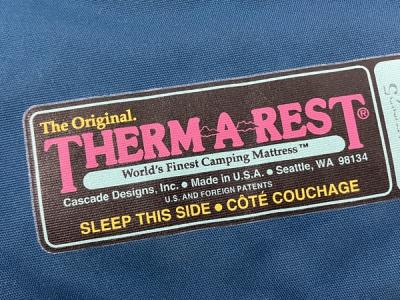 The Original.
THERM-A-REST®
World's Finest Camping Mattress™
Cascade Designs, Inc. • Made in U.S.A. • Seattle, WA 98134
U.S. AND FOREIGN PATENTS
SLEEP THIS SIDE • CÔTÉ COUCHAGE